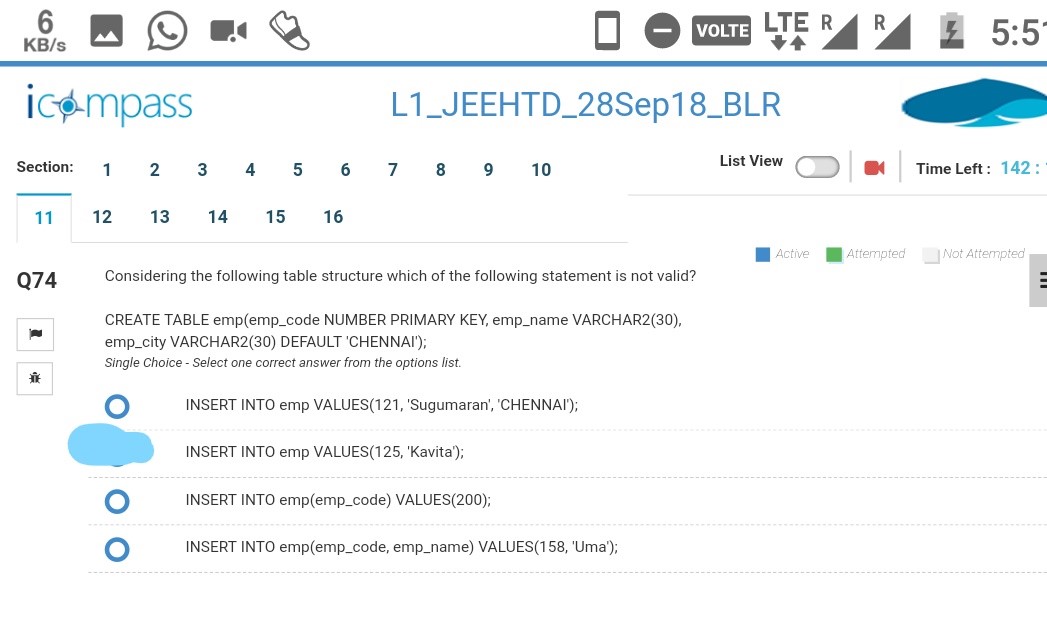 6
KB/s
VOLTE
LTE
R
R
5:51
icompass
L1_JEEHTD_28Sep18_BLR
Section: 1 2 3 4 5 6 7 8 9 10
List View
Time Left : 142 :
11 12 13 14 15 16
Active Attempted Not Attempted
Q74
Considering the following table structure which of the following statement is not valid?
CREATE TABLE emp(emp_code NUMBER PRIMARY KEY, emp_name VARCHAR2(30),
emp_city VARCHAR2(30) DEFAULT 'CHENNAI');
Single Choice - Select one correct answer from the options list.
INSERT INTO emp VALUES(121, 'Sugumaran', 'CHENNAI');
INSERT INTO emp VALUES(125, 'Kavita');
INSERT INTO emp(emp_code) VALUES(200);
INSERT INTO emp(emp_code, emp_name) VALUES(158, 'Uma');